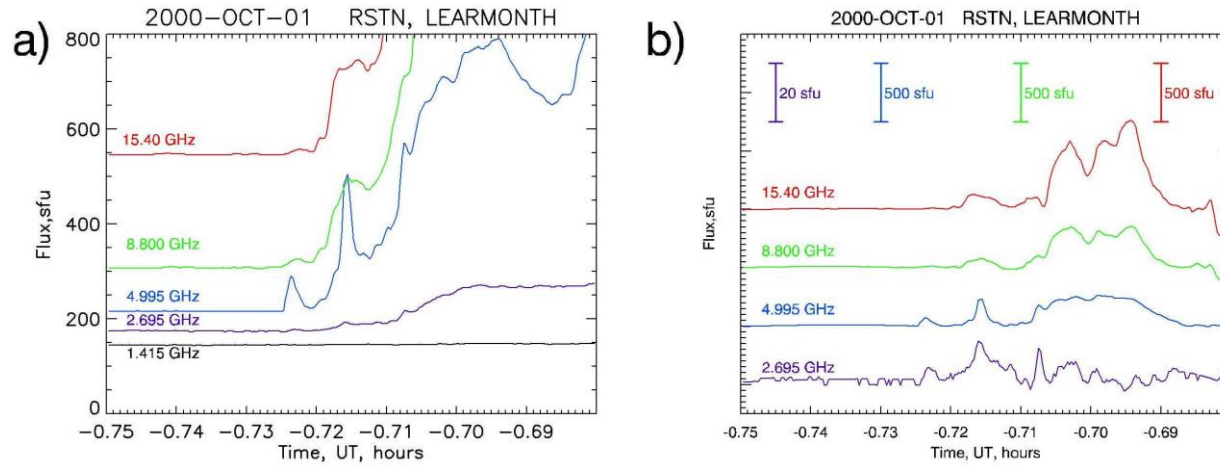 a)
2000-OCT-01 RSTN, LEARMONTH
800
600
400
200
0
Flux,sfu
15.40 GHz
8.800 GHz
4.995 GHz
2.695 GHz
1.415 GHz
-0.75 -0.74 -0.73 -0.72 -0.71 -0.70 -0.69
Time, UT, hours
b)
2000-OCT-01 RSTN, LEARMONTH
20 sfu 500 sfu 500 sfu 500 sfu
Flux,sfu
15.40 GHz
8.800 GHz
4.995 GHz
2.695 GHz
-0.75 -0.74 -0.73 -0.72 -0.71 -0.70 -0.69
Time, UT, hours